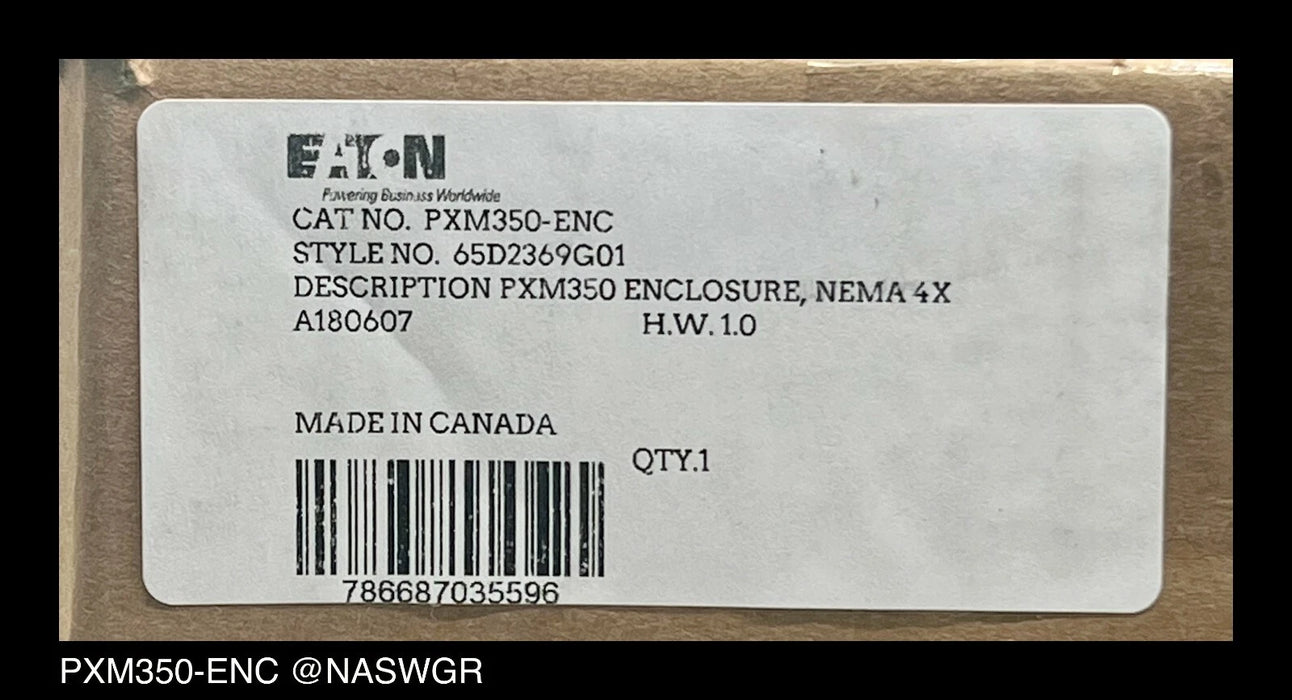 EATON
Powering Business Worldwide
CAT NO. PXM350-ENC
STYLE NO. 65D2369G01
DESCRIPTION PXM350 ENCLOSURE, NEMA 4X
A180607 H.W. 1.0
MADE IN CANADA
QTY.1
786687035596
PXM350-ENC @NASWGR